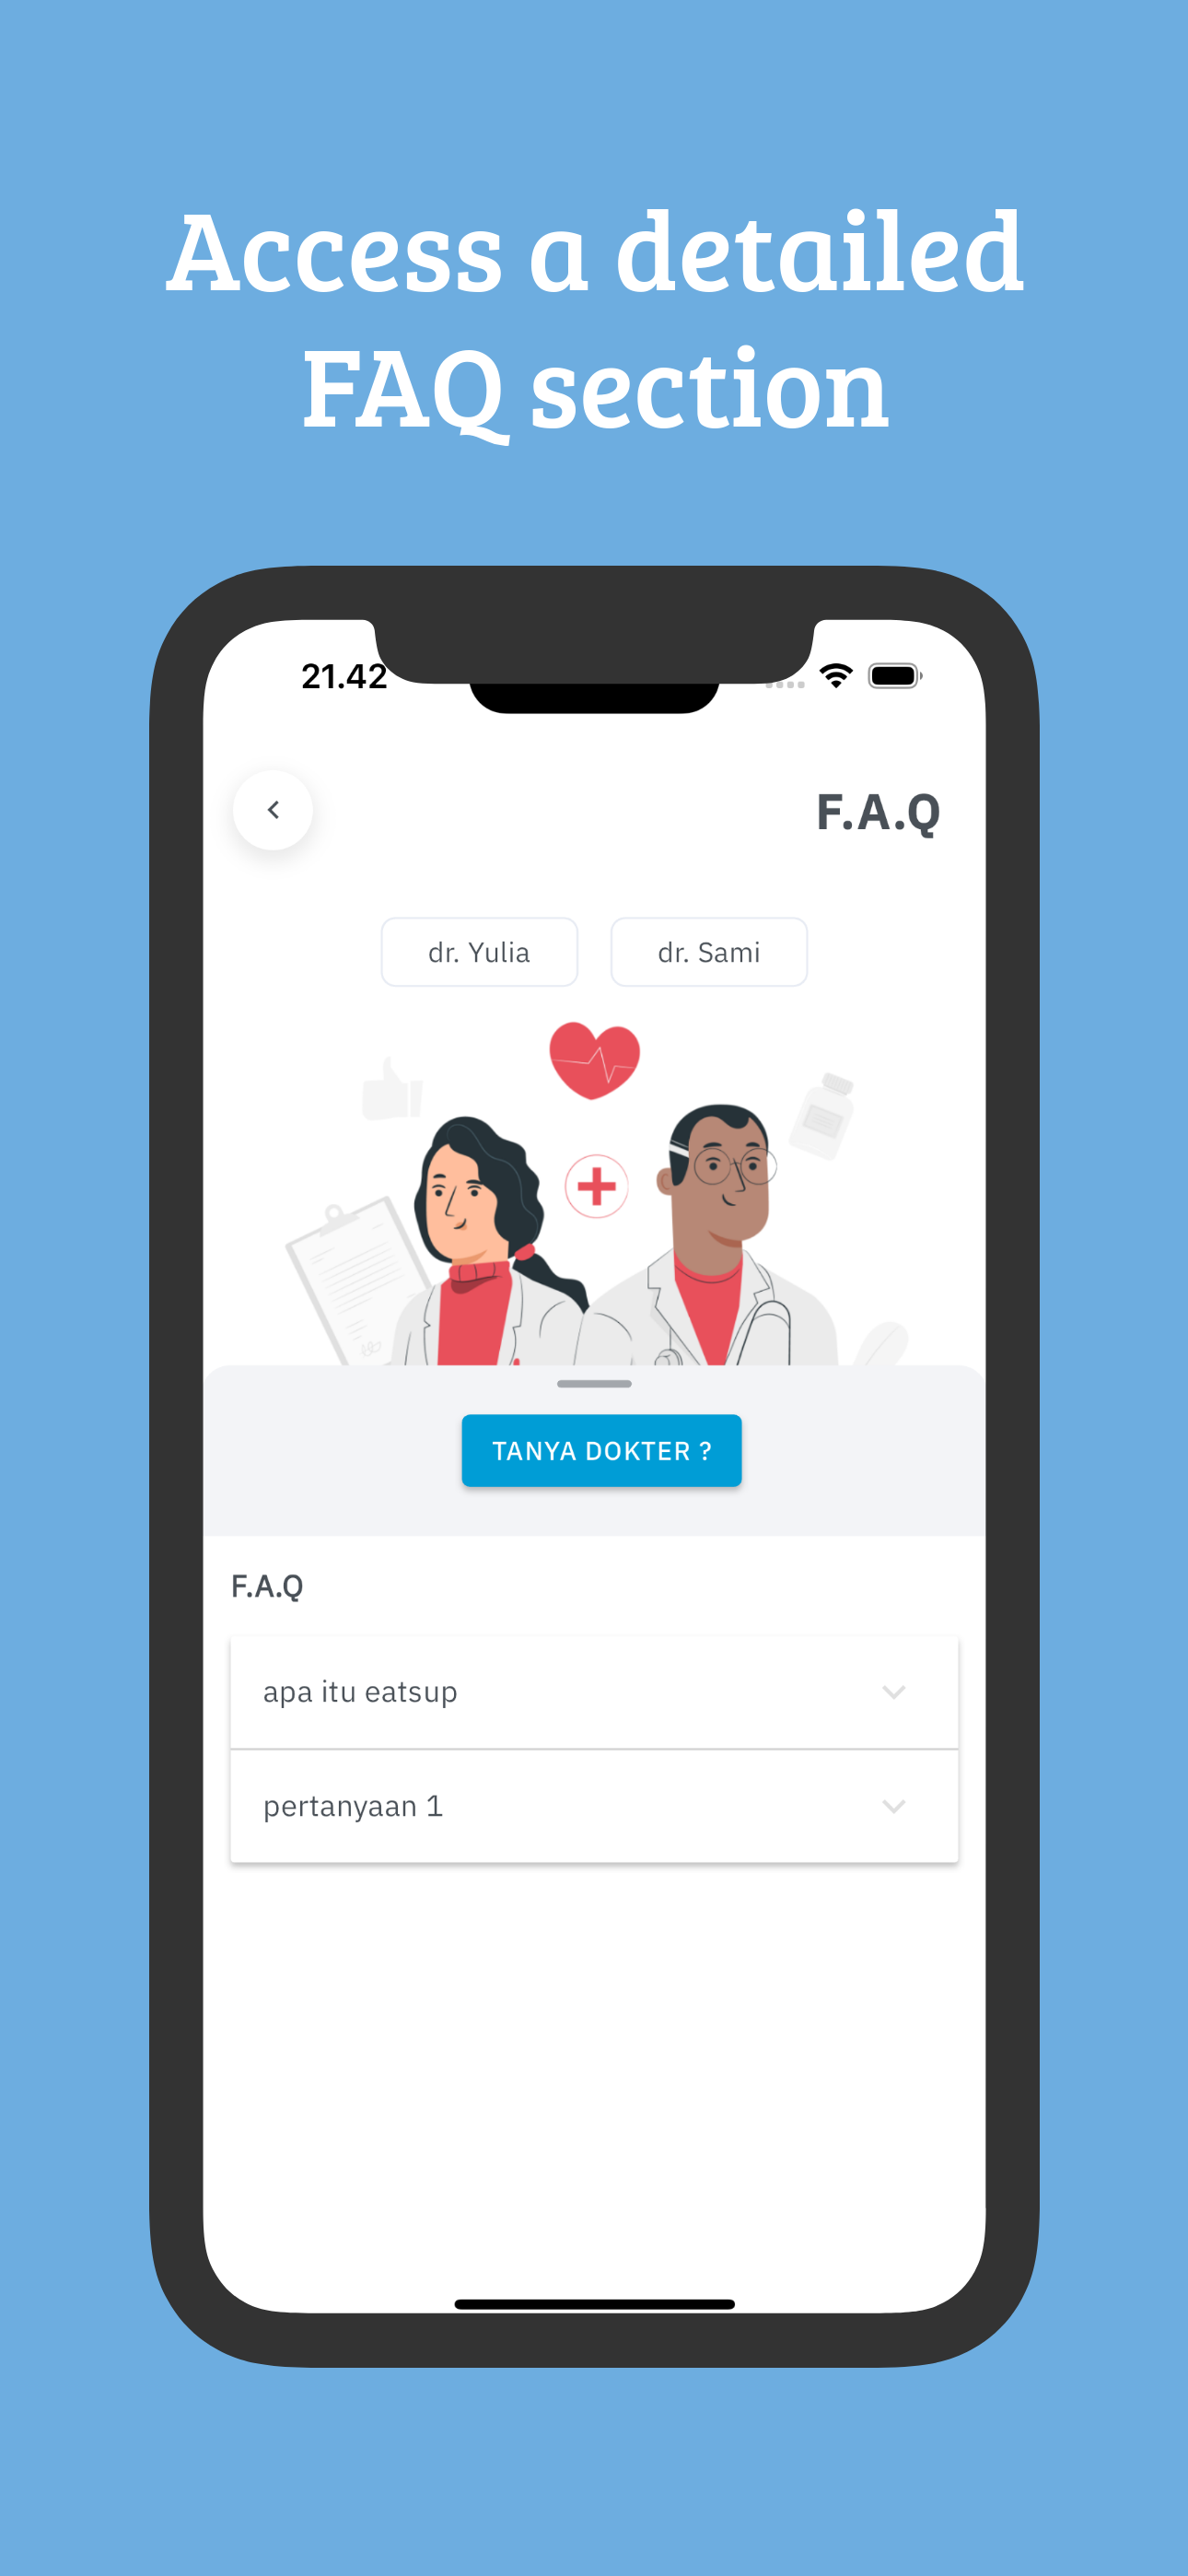 Access a detailed
FAQ section
21.42
F.A.Q
dr. Yulia
dr. Sami
TANYA DOKTER ?
F.A.Q
apa itu eatsup
pertanyaan 1